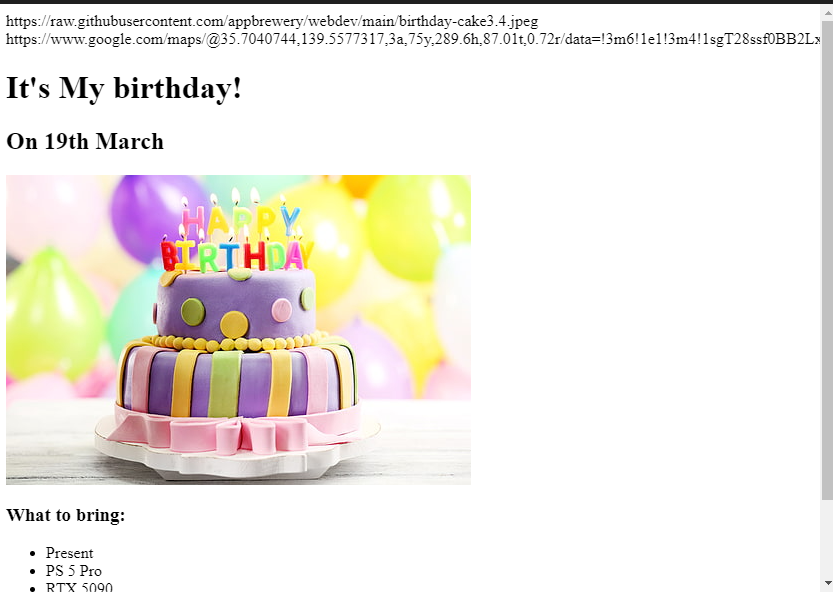 https://raw.githubusercontent.com/appbrewery/webdev/main/birthday-cake3.4.jpeg
https://www.google.com/maps/@35.7040744,139.5577317,3a,75y,289.6h,87.01t,0.72r/data=!3m6!1e1!3m4!1sgT28ssf0BB2Lx
It's My birthday!
On 19th March
HAPPY
BIRTHDAY
What to bring:
• Present
• PS 5 Pro
• RTX 5090